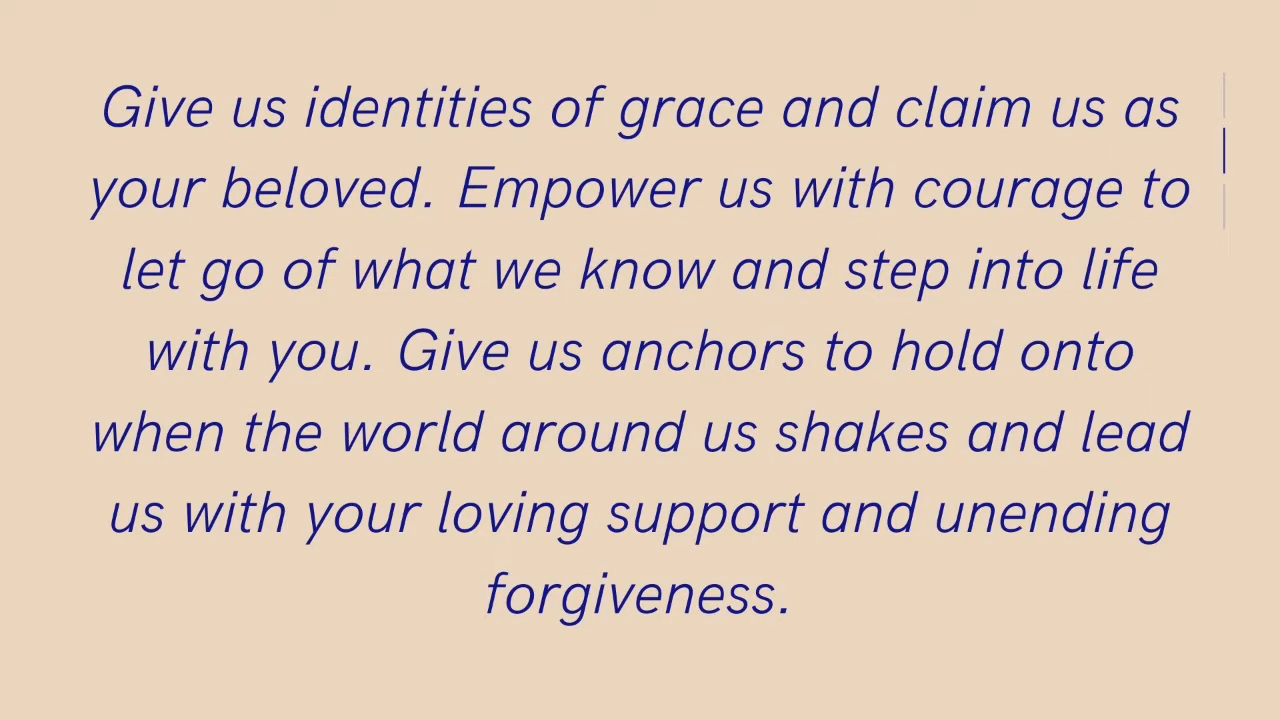 Give us identities of grace and claim us as
your beloved. Empower us with courage to
let go of what we know and step into life
with you. Give us anchors to hold onto
when the world around us shakes and lead
us with your loving support and unending
forgiveness.